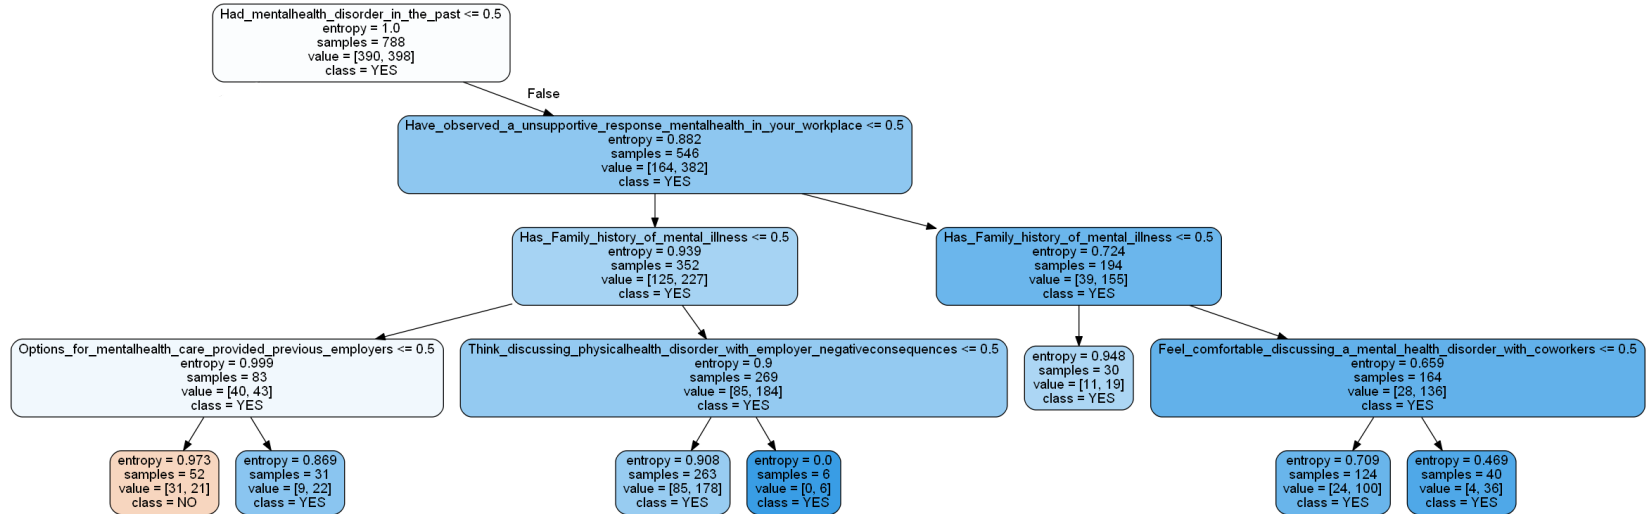 Had_mentalhealth_disorder_in_the_past <= 0.5
entropy = 1.0
samples = 788
value = [390, 398]
class = YES
False
Have_observed_a_unsupportive_response_mentalhealth_in_your_workplace <= 0.5
entropy = 0.882
samples = 546
value = [164, 382]
class = YES
Has_Family_history_of_mental_illness <= 0.5
entropy = 0.939
samples = 352
value = [125, 227]
class = YES
Has_Family_history_of_mental_illness <= 0.5
entropy = 0.724
samples = 194
value = [39, 155]
class = YES
Options_for_mentalhealth_care_provided_previous_employers <= 0.5
entropy = 0.999
samples = 83
value = [40, 43]
class = YES
Think_discussing_physicalhealth_disorder_with_employer_negativeconsequences <= 0.5
entropy = 0.9
samples = 269
value = [85, 184]
class = YES
entropy = 0.948
samples = 30
value = [11, 19]
class = YES
Feel_comfortable_discussing_a_mental_health_disorder_with_coworkers <= 0.5
entropy = 0.659
samples = 164
value = [28, 136]
class = YES
entropy = 0.973
samples = 52
value = [31, 21]
class = NO
entropy = 0.869
samples = 31
value = [9, 22]
class = YES
entropy = 0.908
samples = 263
value = [85, 178]
class = YES
entropy = 0.0
samples = 6
value = [0, 6]
class = YES
entropy = 0.709
samples = 124
value = [24, 100]
class = YES
entropy = 0.469
samples = 40
value = [4, 36]
class = YES